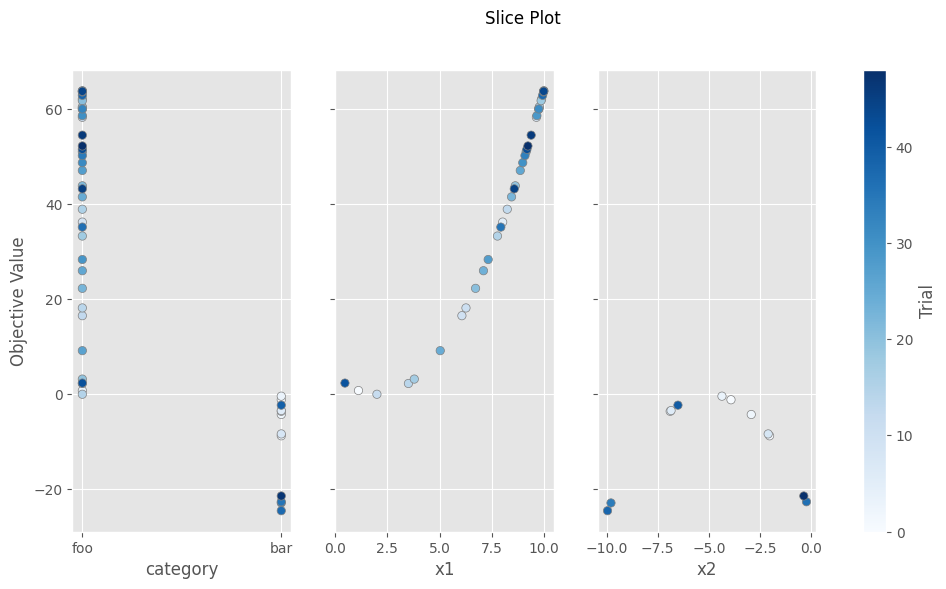 Slice Plot
Objective Value
60
40
20
0
−20
foo bar
category
0.0 2.5 5.0 7.5 10.0
x1
−10.0 −7.5 −5.0 −2.5 0.0
x2
40
30
20
10
0
Trial